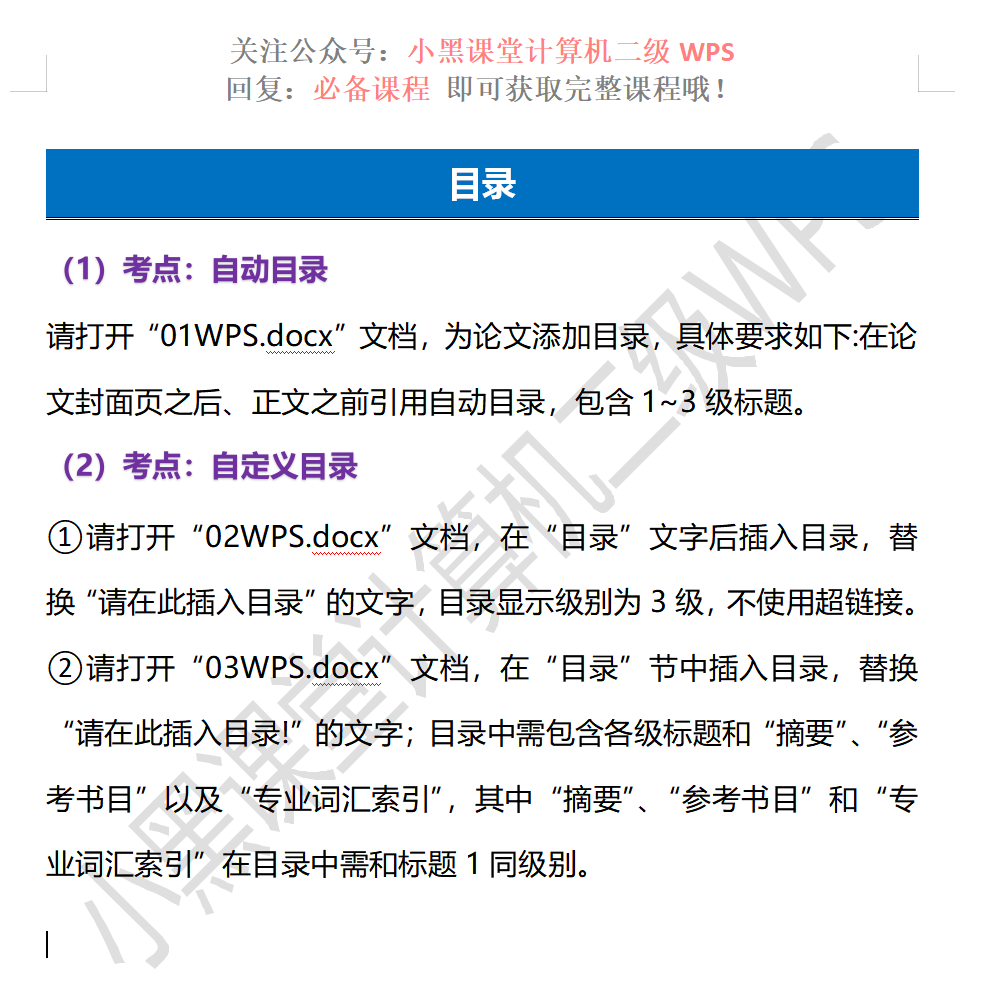 关注公众号：小黑课堂计算机二级 WPS
回复：必备课程 即可获取完整课程哦！
目录
（1）考点：自动目录
请打开“01WPS.docx”文档，为论文添加目录，具体要求如下:在论
文封面页之后、正文之前引用自动目录，包含 1~3 级标题。
（2）考点：自定义目录
①请打开“02WPS.docx”文档，在“目录”文字后插入目录，替
换“请在此插入目录”的文字，目录显示级别为 3 级，不使用超链接。
②请打开“03WPS.docx”文档，在“目录”节中插入目录，替换
“请在此插入目录!”的文字；目录中需包含各级标题和“摘要”、“参
考书目”以及“专业词汇索引”，其中“摘要”、“参考书目”和“专
业词汇索引”在目录中需和标题 1 同级别。
小黑课堂计算机二级WPS